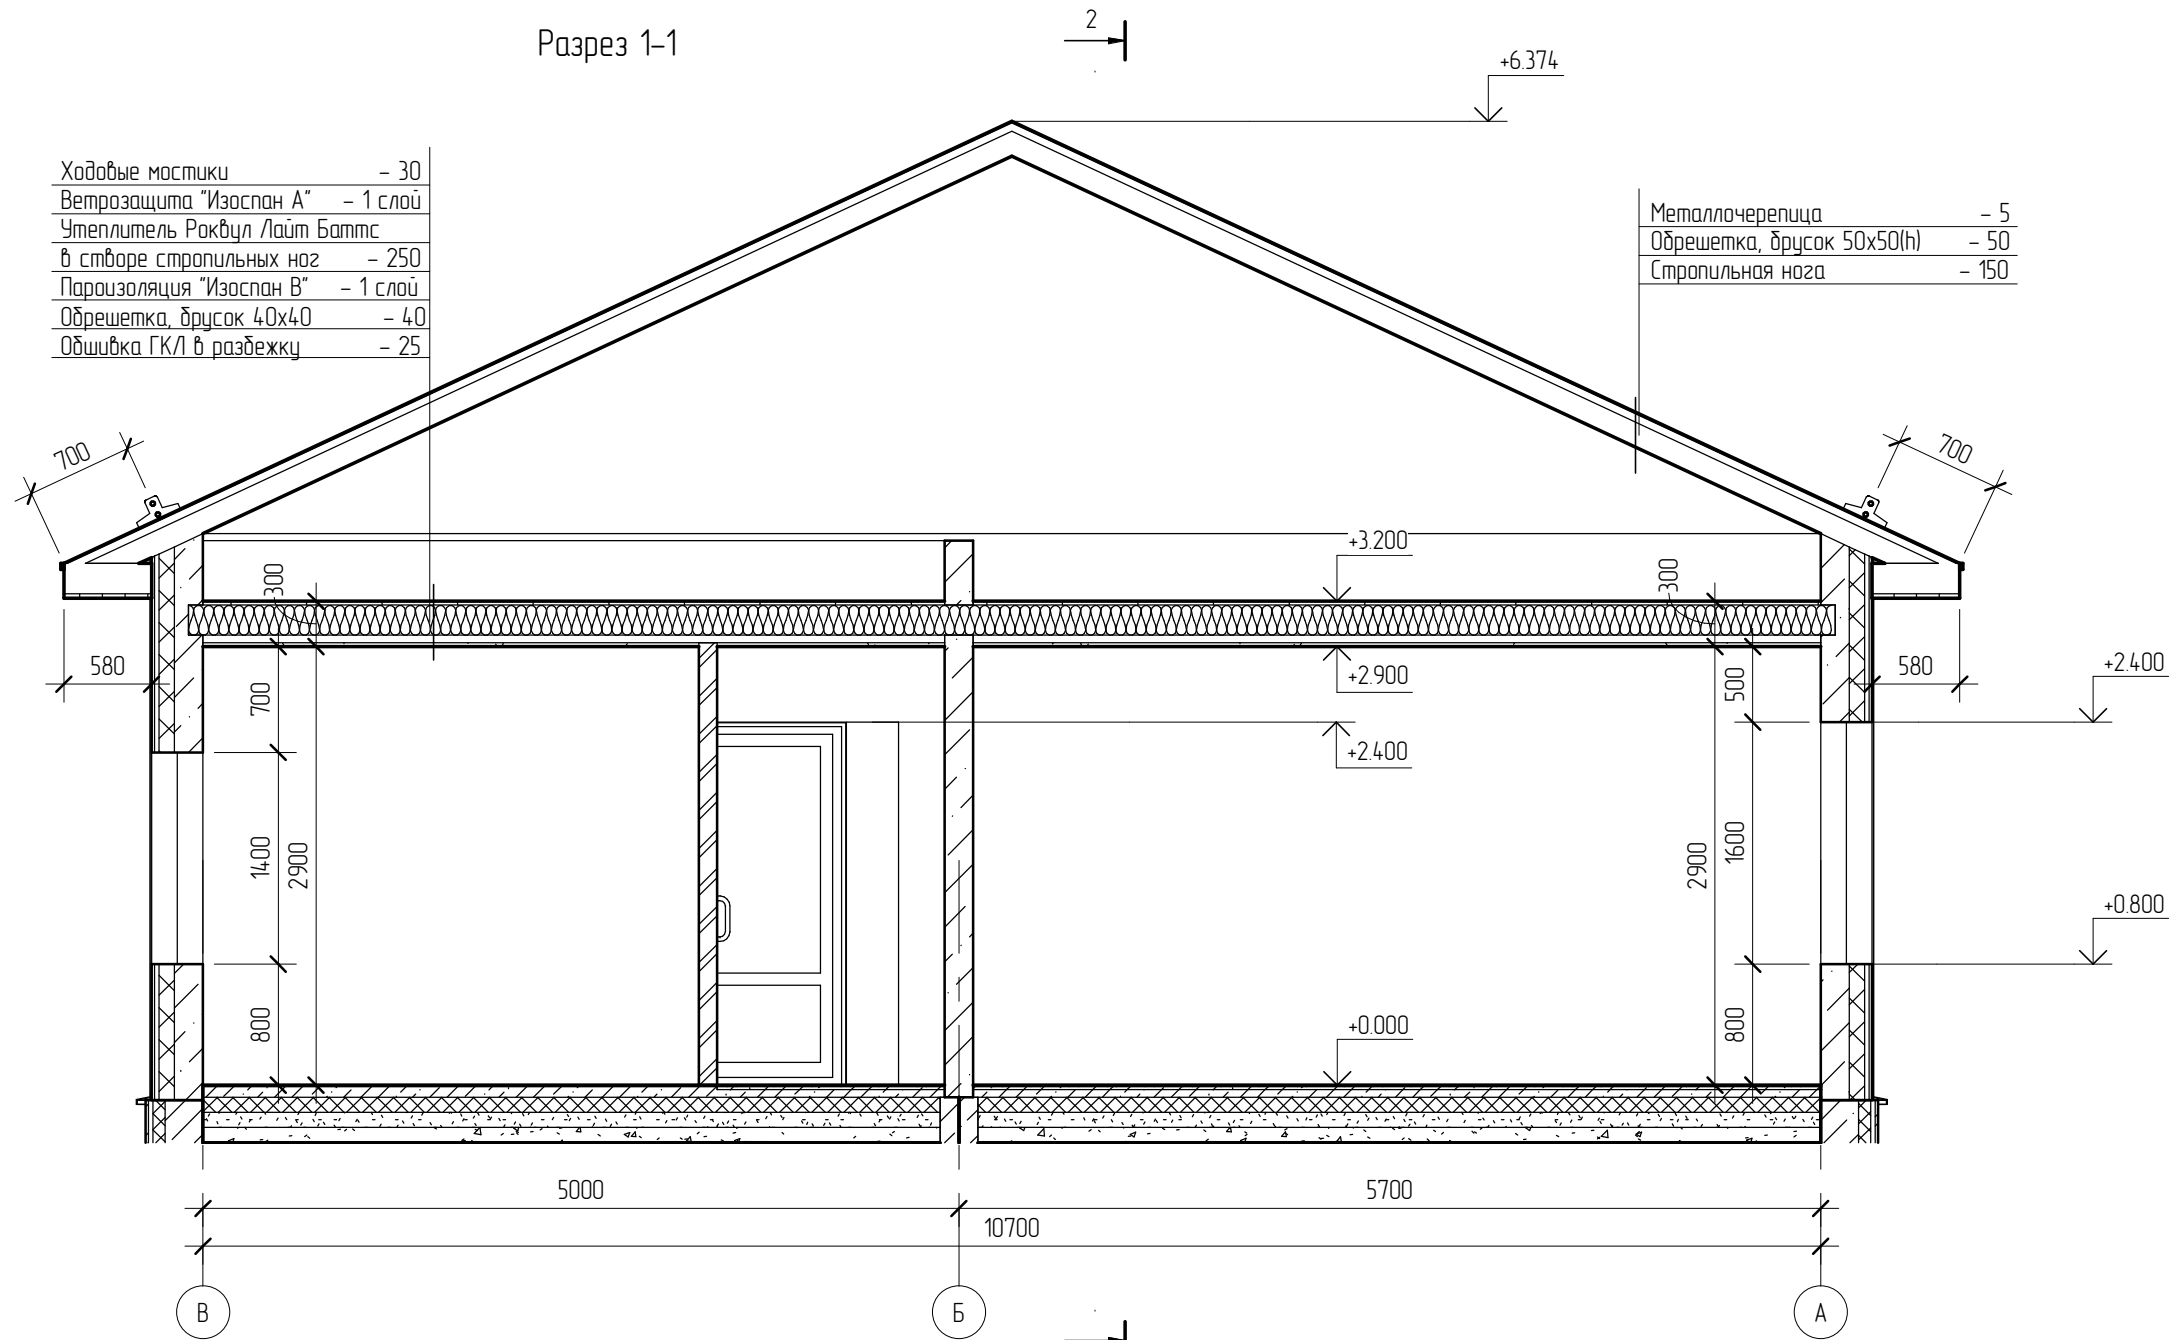 Разрез 1-1
2
+6.374
Ходовые мостики – 30
Ветрозащита "Изоспан А" – 1 слой
Утеплитель Роквул Лайт Баттс
в створе стропильных ног – 250
Пароизоляция "Изоспан В" – 1 слой
Обрешетка, брусок 40х40 – 40
Обшивка ГКЛ в разбежку – 25
Металлочерепица – 5
Обрешетка, брусок 50х50(h) – 50
Стропильная нога – 150
700
700
+3.200
300
300
580
700
+2.900
500
580
+2.400
+2.400
1400
2900
2900
1600
+0.800
800
+0.000
800
5000
5700
10700
В
Б
А